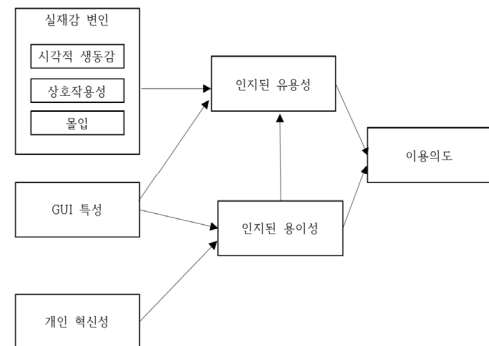 실재감 변인
시각적 생동감
상호작용성
몰입
GUI 특성
개인 혁신성
인지된 유용성
인지된 용이성
이용의도